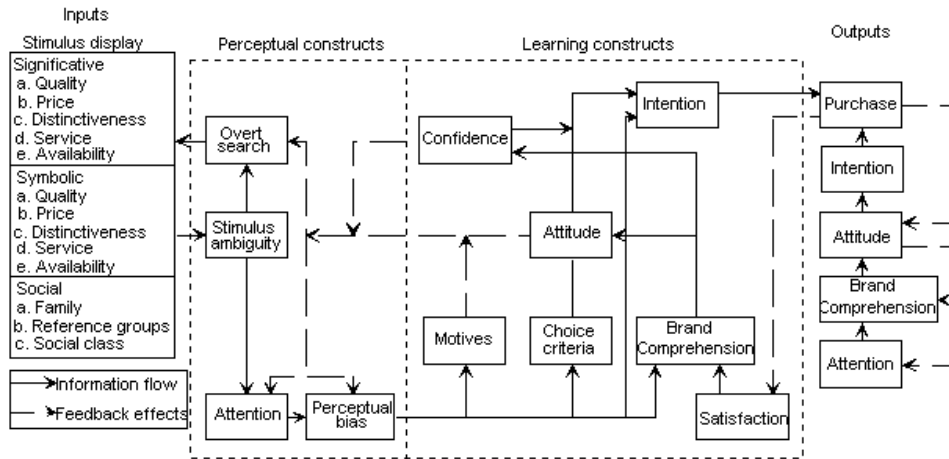 Inputs
Stimulus display
Significative
a. Quality
b. Price
c. Distinctiveness
d. Service
e. Availability
Symbolic
a. Quality
b. Price
c. Distinctiveness
d. Service
e. Availability
Social
a. Family
b. Reference groups
c. Social class
Information flow
Feedback effects
Perceptual constructs
Overt
search
Stimulus
ambiguity
Attention
Perceptual
bias
Learning constructs
Confidence
Intention
Attitude
Motives
Choice
criteria
Brand
Comprehension
Satisfaction
Outputs
Purchase
Intention
Attitude
Brand
Comprehension
Attention